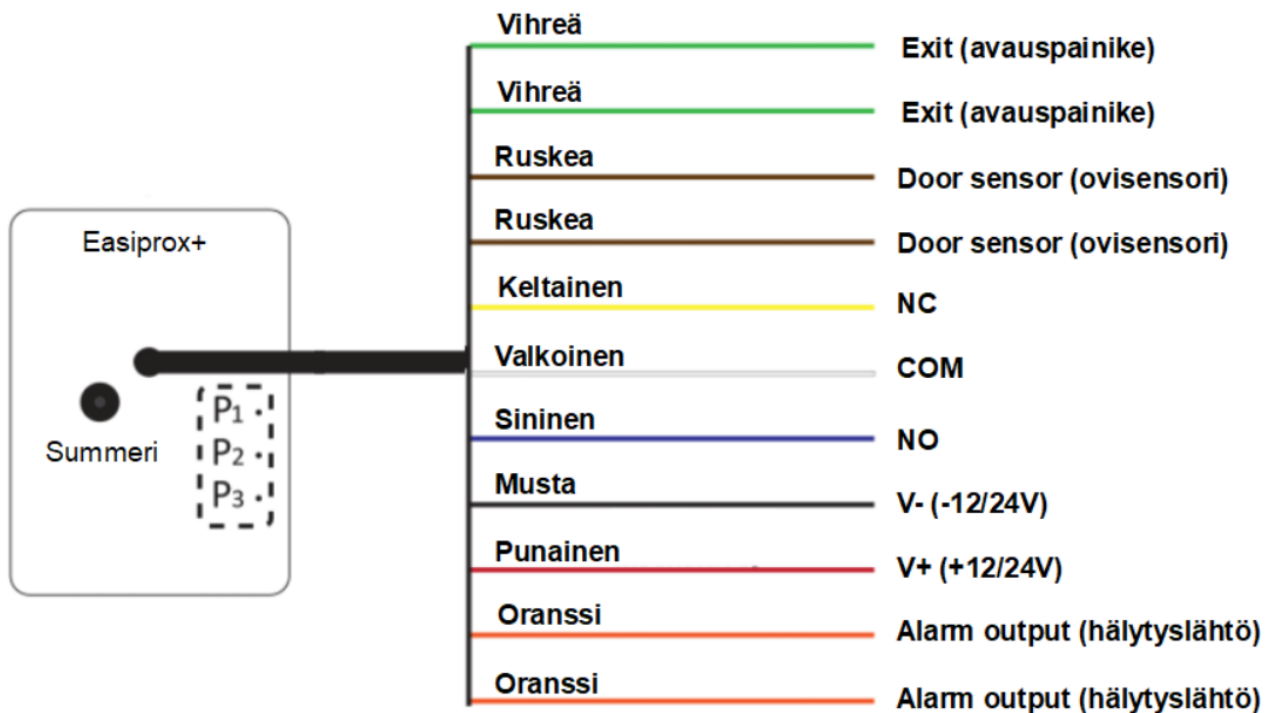 Vihreä
Exit (avauspainike)
Vihreä
Exit (avauspainike)
Ruskea
Door sensor (ovisensori)
Ruskea
Door sensor (ovisensori)
Easiprox+
Keltainen
NC
Valkoinen
COM
P1
Sininen
NO
Summeri
P2
P3
Musta
V- (-12/24V)
Punainen
V+ (+12/24V)
Oranssi
Alarm output (hälytyslähtö)
Oranssi
Alarm output (hälytyslähtö)